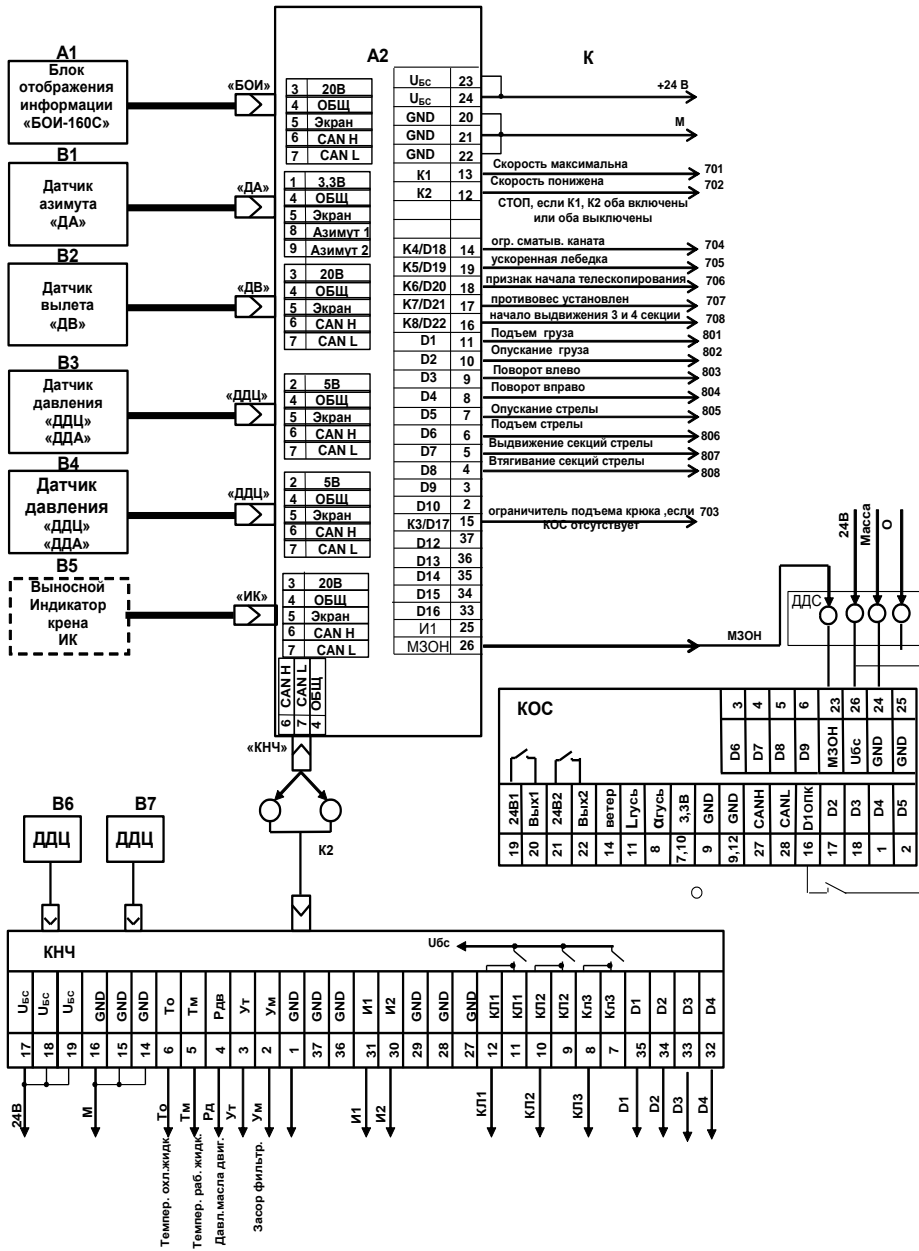 А1
Блок
отображения
информации
«БОИ-160С»
«БОИ»
3 20В
4 ОБЩ
5 Экран
6 CAN H
7 CAN L
В1
Датчик
азимута
«ДА»
«ДА»
1 3,3В
4 ОБЩ
5 Экран
8 Азимут 1
9 Азимут 2
В2
Датчик
вылета
«ДВ»
«ДВ»
3 20В
4 ОБЩ
5 Экран
6 CAN H
7 CAN L
В3
Датчик
давления
«ДДЦ»
«ДДА»
«ДДЦ»
2 5В
4 ОБЩ
5 Экран
6 CAN H
7 CAN L
В4
Датчик
давления
«ДДЦ»
«ДДА»
«ДДЦ»
2 5В
4 ОБЩ
5 Экран
6 CAN H
7 CAN L
В5
Выносной
Индикатор
крена
ИК
«ИК»
3 20В
4 ОБЩ
5 Экран
6 CAN H
7 CAN L
6 CAN H
7 CAN L
4 ОБЩ
«КНЧ»
А2
К
UБС 23
UБС 24 +24 В
GND 20
GND 21 М
GND 22
К1 13 Скорость максимальна 701
К2 12 Скорость понижена 702
СТОП, если К1, К2 оба включены
или оба выключены
К4/D18 14 огр. сматыв. каната 704
К5/D19 19 ускоренная лебедка 705
К6/D20 18 признак начала телескопирования 706
К7/D21 17 противовес установлен 707
К8/D22 16 начало выдвижения 3 и 4 секции 708
D1 11 Подъем груза 801
D2 10 Опускание груза 802
D3 9 Поворот влево 803
D4 8 Поворот вправо 804
D5 7 Опускание стрелы 805
D6 6 Подъем стрелы 806
D7 5 Выдвижение секций стрелы 807
D8 4 Втягивание секций стрелы 808
D9 3
D10 2
К3/D17 15 ограничитель подъема крюка ,если 703
КОС отсутствует
D12 37
D13 36
D14 35
D15 34
D16 33
И1 25
МЗОН 26 МЗОН
24В
Масса
О
ДДС
КОС
3 4 5 6 23 26 24 25
D6 D7 D8 D9 МЗОН Uбс GND GND
24В1 Вых1 24В2 Вых2 ветер Lгусь αгусь 3,3В GND GND CANH CANL D1ОПК D2 D3 D4 D5
19 20 21 22 14 11 8 7,10 9 9,12 27 28 16 17 18 1 2
К2
В6
ДДЦ
В7
ДДЦ
КНЧ
Uбс
UБС UБС UБС GND GND GND То Тм Рдв Ут Ум GND GND GND И1 И2 GND GND GND КП1 КП1 КП2 КП2 Кл3 Кл3 D1 D2 D3 D4
17 18 19 16 15 14 6 5 4 3 2 1 37 36 31 30 29 28 27 12 11 10 9 8 7 35 34 33 32
24В М То Тм Рд Ут Ум И1 И2 КЛ1 КП2 КП3 D1 D2 D3 D4
Темпер. охл.жидк.
Темпер. раб. жидк.
Давл.масла двиг.
Засор фильтр.